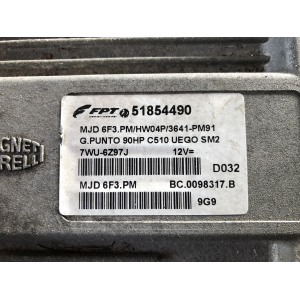 FPT 51854490
MJD 6F3.PM/HW04P/3641-PM91
G.PUNTO 90HP C510 UEGO SM2
7WU-6Z97J 12V=
D032
MJD 6F3.PM BC.0098317.B
9G9
GNETI
RELLI